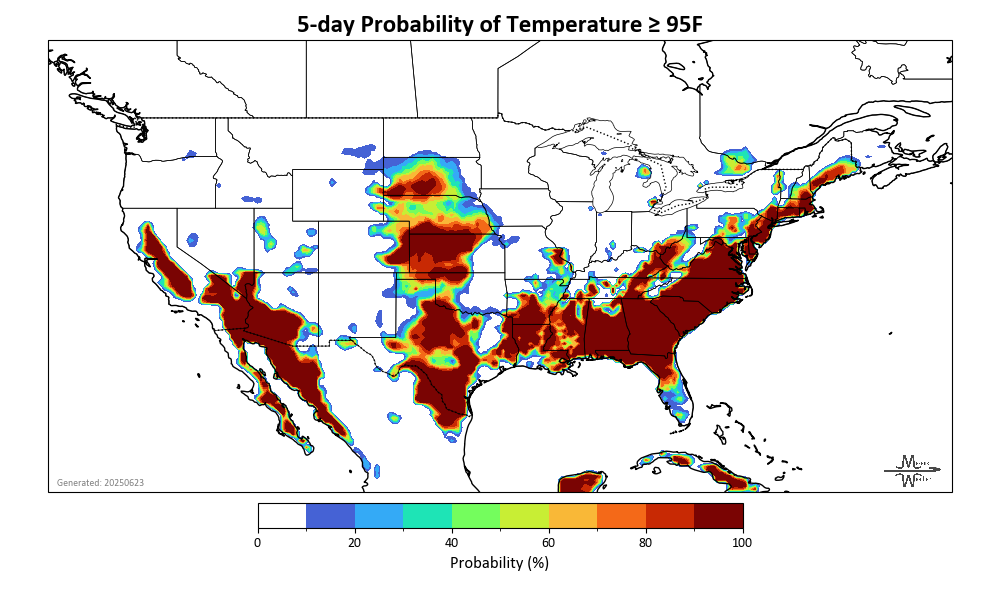 5-day Probability of Temperature ≥ 95F
Generated: 20250623
0 20 40 60 80 100
Probability (%)